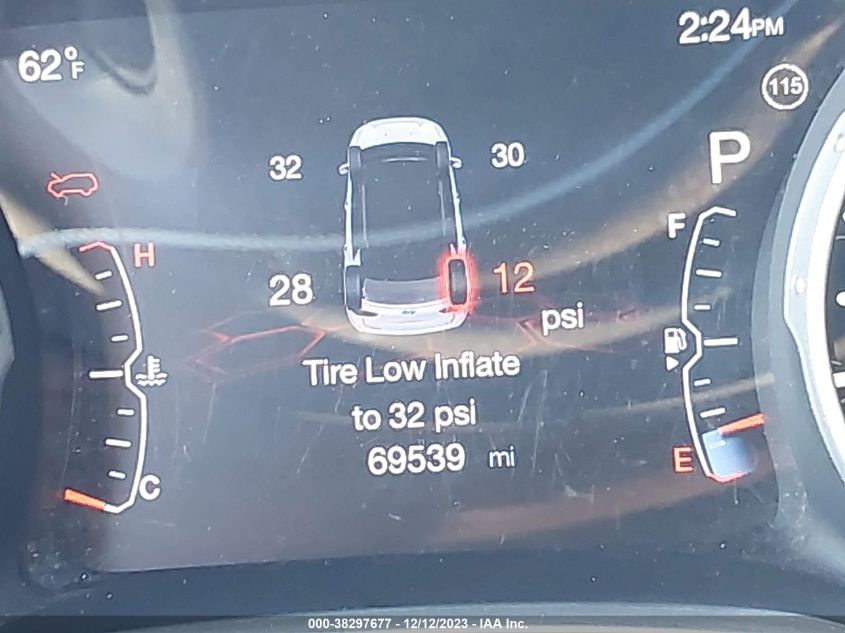 2:24PM
62°F
115
P
32 30
F
H
28 12
psi
Tire Low Inflate
to 32 psi
69539 mi
E
C
000-38297677 - 12/12/2023 - IAA Inc.